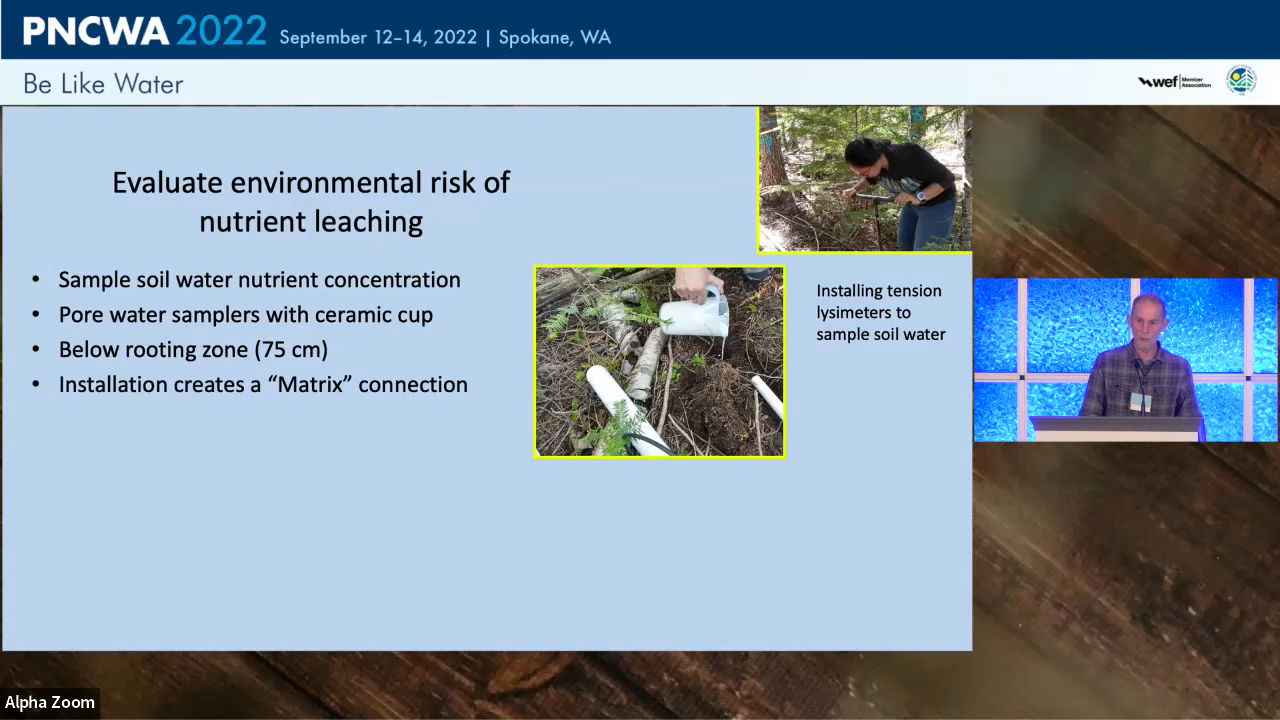 PNCWA 2022 September 12–14, 2022 | Spokane, WA
Be Like Water
wef Member Association
Evaluate environmental risk of
nutrient leaching
• Sample soil water nutrient concentration
• Pore water samplers with ceramic cup
• Below rooting zone (75 cm)
• Installation creates a “Matrix” connection
Installing tension
lysimeters to
sample soil water
Alpha Zoom